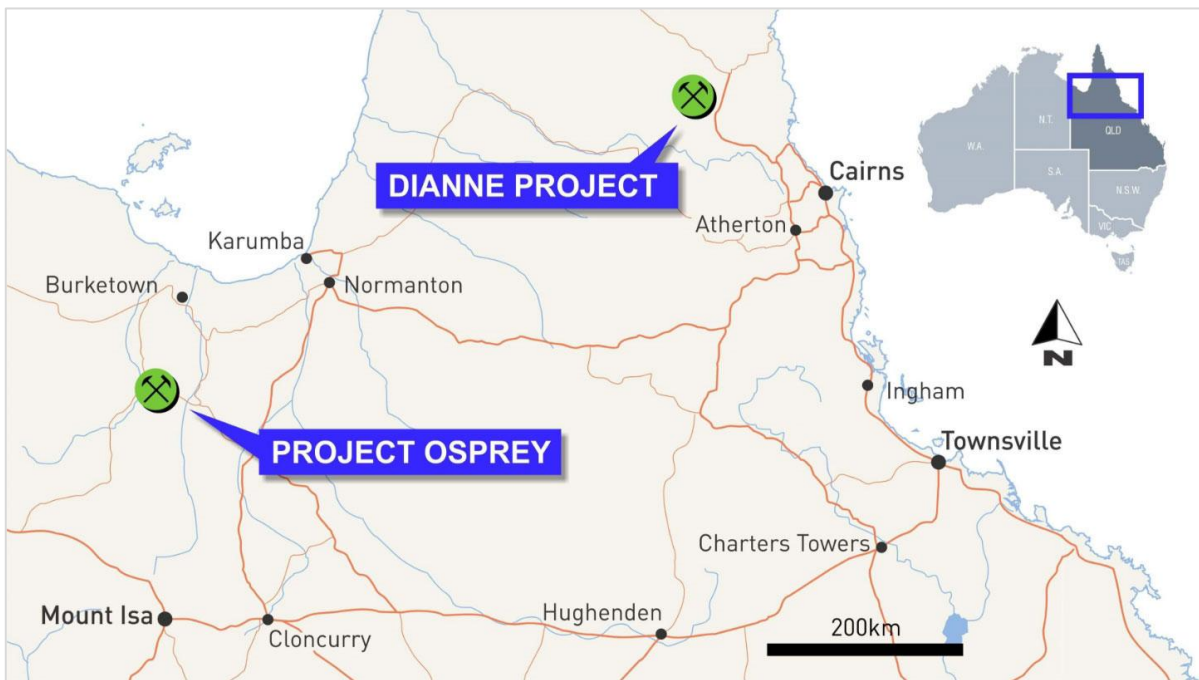 DIANNE PROJECT
Cairns
Atherton
Karumba
Burketown
Normanton
Ingham
PROJECT OSPREY
Townsville
Charters Towers
Mount Isa
Cloncurry
Hughenden
200km
W.A.
N.T.
QLD
S.A.
N.S.W.
VIC
TAS
N